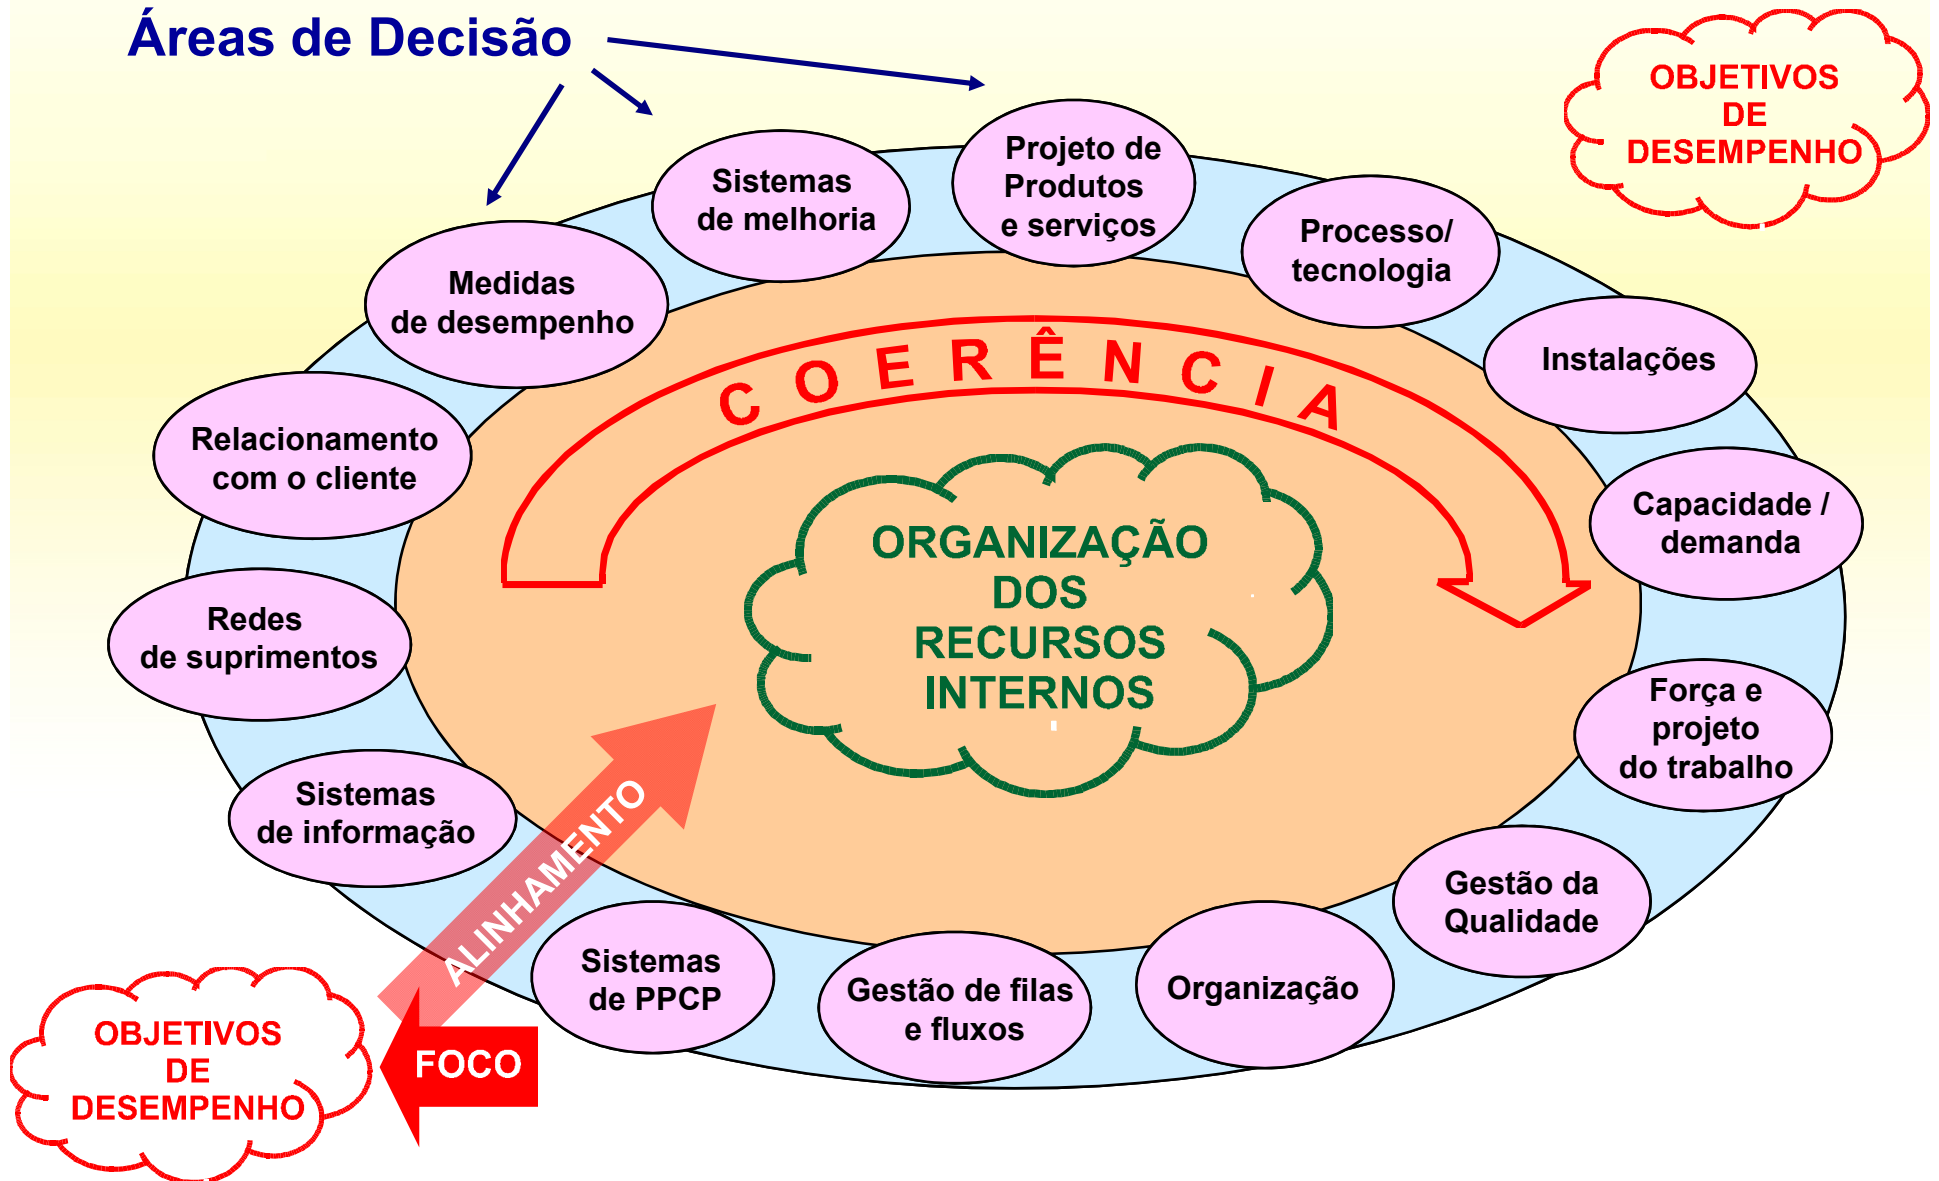 Áreas de Decisão
OBJETIVOS
DE
DESEMPENHO
Projeto de
Produtos
e serviços
Sistemas
de melhoria
Processo/
tecnologia
Medidas
de desempenho
Instalações
COERÊNCIA
Relacionamento
com o cliente
Capacidade /
demanda
ORGANIZAÇÃO
DOS
RECURSOS
INTERNOS
Redes
de suprimentos
Força e
projeto
do trabalho
Sistemas
de informação
ALINHAMENTO
Gestão da
Qualidade
Sistemas
de PPCP
Gestão de filas
e fluxos
Organização
OBJETIVOS
DE
DESEMPENHO
FOCO